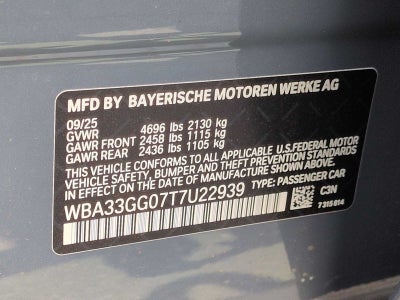 MFD BY BAYERISCHE MOTOREN WERKE AG
09/25
GVWR 4696 lbs 2130 kg
GAWR FRONT 2458 lbs 1115 kg
GAWR REAR 2436 lbs 1105 kg
THIS VEHICLE CONFORMS TO ALL APPLICABLE U.S.FEDERAL MOTOR
VEHICLE SAFETY, BUMPER AND THEFT PREVENTION STANDARDS
IN EFFECT ON THE DATE OF MANUFACTURE SHOWN ABOVE.
WBA33GG07T7U22939 TYPE: PASSENGER CAR
C3N
7315814